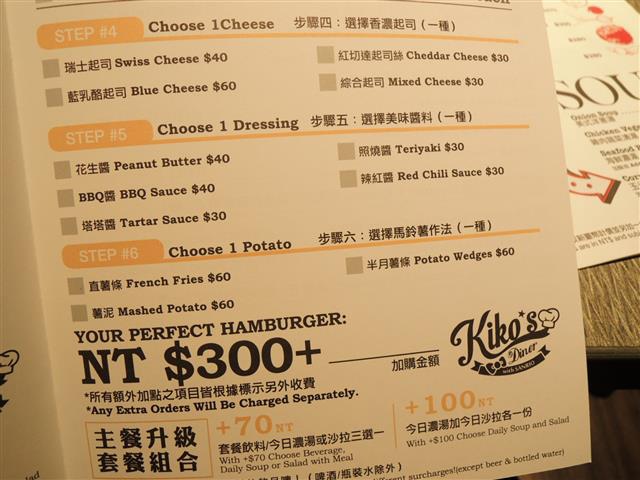 STEP #4 Choose 1Cheese 步驟四：選擇香濃起司（一種）
瑞士起司 Swiss Cheese $40
紅切達起司絲 Cheddar Cheese $30
藍乳酪起司 Blue Cheese $60
綜合起司 Mixed Cheese $30
STEP #5 Choose 1 Dressing 步驟五：選擇美味醬料（一種）
花生醬 Peanut Butter $40
照燒醬 Teriyaki $30
BBQ醬 BBQ Sauce $40
辣紅醬 Red Chili Sauce $30
塔塔醬 Tartar Sauce $30
STEP #6 Choose 1 Potato 步驟六：選擇馬鈴薯作法（一種）
直薯條 French Fries $60
半月薯條 Potato Wedges $60
薯泥 Mashed Potato $60
YOUR PERFECT HAMBURGER:
NT $300+ 加購金額
*所有額外加點之項目皆根據標示另外收費
*Any Extra Orders Will Be Charged Separately.
Kiko's
Diner
with SANRIO
主餐升級
套餐組合
+70NT
套餐飲料/今日濃湯或沙拉三選一
With +$70 Choose Beverage,
Daily Soup or Salad with Meal
+100NT
今日濃湯加今日沙拉各一份
With +$100 Choose Daily Soup and Salad
（啤酒/瓶裝水除外）
different surcharges!(except beer & bottled water)
SOU
Onion Soup
Chicken Ve
Seafood